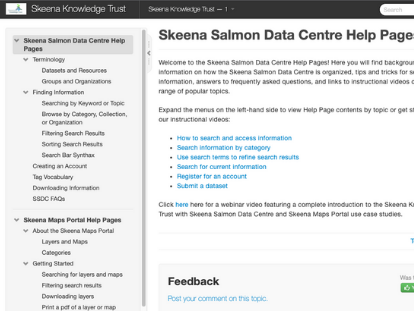 Skeena Knowledge Trust
Skeena Knowledge Trust — 1
Search
Skeena Salmon Data Centre Help Pages
Terminology
Datasets and Resources
Groups and Organizations
Finding Information
Searching by Keyword or Topic
Browse by Category, Collection,
or Organization
Filtering Search Results
Sorting Search Results
Search Bar Synthax
Creating an Account
Tag Vocabulary
Downloading Information
SSDC FAQs
Skeena Maps Portal Help Pages
About the Skeena Maps Portal
Layers and Maps
Categories
Getting Started
Searching for layers and maps
Filtering search results
Downloading layers
Print a pdf of a layer or map
Skeena Salmon Data Centre Help Pages
Welcome to the Skeena Salmon Data Centre Help Pages! Here you will find
information on how the Skeena Salmon Data Centre is organized, tips and tricks for
information, answers to frequently asked questions, and links to instructional videos
range of popular topics.
Expand the menus on the left-hand side to view Help Page contents by topic or get
our instructional videos:
How to search and access information
Search information by category
Use search terms to refine search results
Search for current information
Register for an account
Submit a dataset
Click here here for a webinar video featuring a complete introduction to the Skeena
Trust with Skeena Salmon Data Centre and Skeena Maps Portal use case studies.
Feedback
Was
Post your comment on this topic.